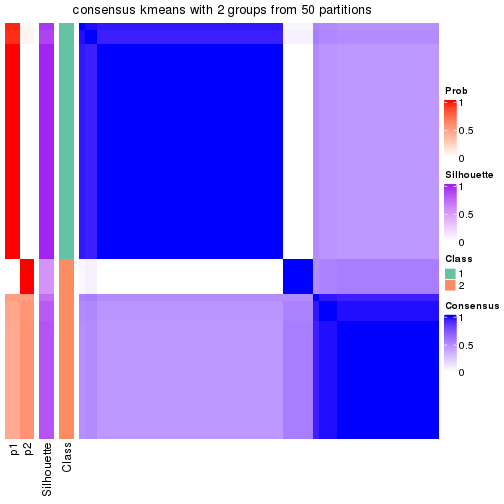 consensus kmeans with 2 groups from 50 partitions
Prob
1
0.5
0
Silhouette
1
0.5
0
Class
1
2
Consensus
1
0.5
0
p1
p2
Silhouette
Class